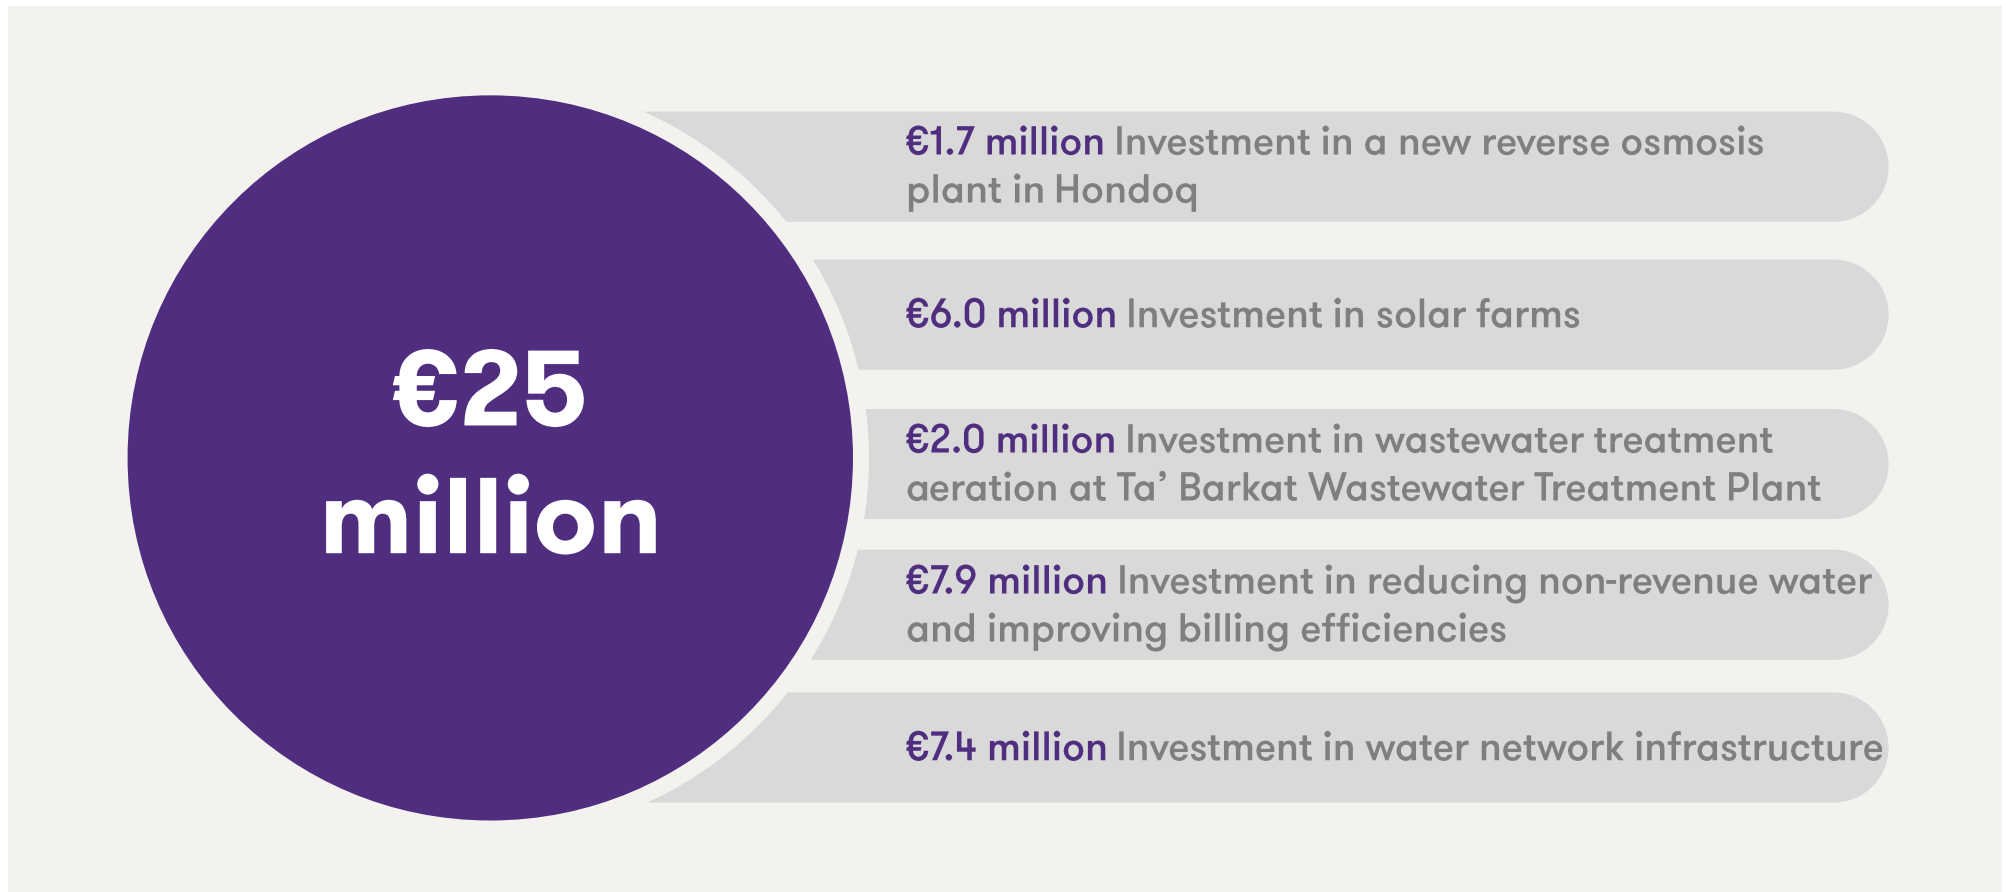 €25
million
€1.7 million Investment in a new reverse osmosis
plant in Hondoq
€6.0 million Investment in solar farms
€2.0 million Investment in wastewater treatment
aeration at Ta’ Barkat Wastewater Treatment Plant
€7.9 million Investment in reducing non-revenue water
and improving billing efficiencies
€7.4 million Investment in water network infrastructure